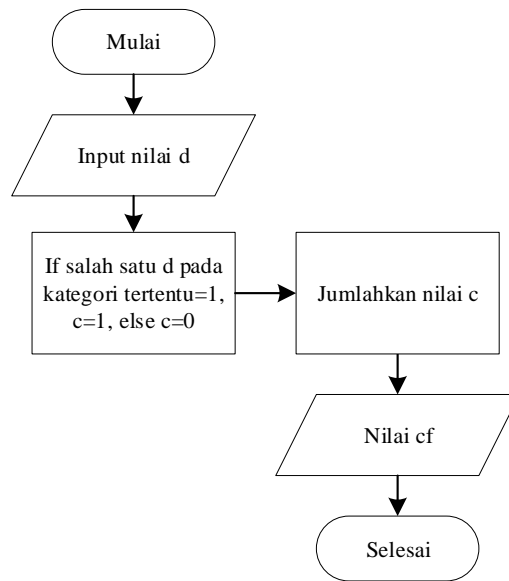 Mulai
Input nilai d
If salah satu d pada
kategori tertentu=1,
c=1, else c=0
Jumlahkan nilai c
Nilai cf
Selesai